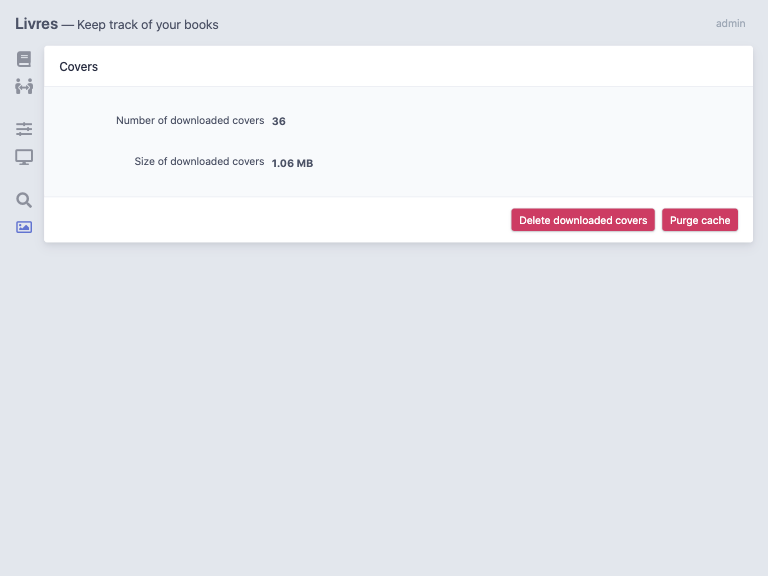 Livres — Keep track of your books
admin
Covers
Number of downloaded covers 36
Size of downloaded covers 1.06 MB
Delete downloaded covers Purge cache